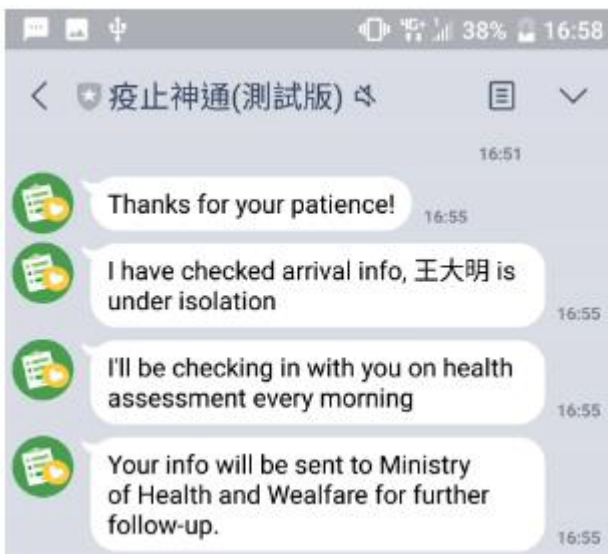 4G+ 38% 16:58
疫止神通(測試版)
16:51
Thanks for your patience!
16:55
I have checked arrival info, 王大明 is
under isolation
16:55
I'll be checking in with you on health
assessment every morning
16:55
Your info will be sent to Ministry
of Health and Wealfare for further
follow-up.
16:55